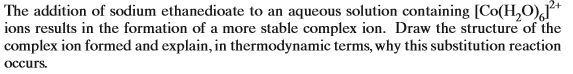 The addition of sodium ethanedioate to an aqueous solution containing [Co(H₂O)₆]²⁺
ions results in the formation of a more stable complex ion. Draw the structure of the
complex ion formed and explain, in thermodynamic terms, why this substitution reaction
occurs.